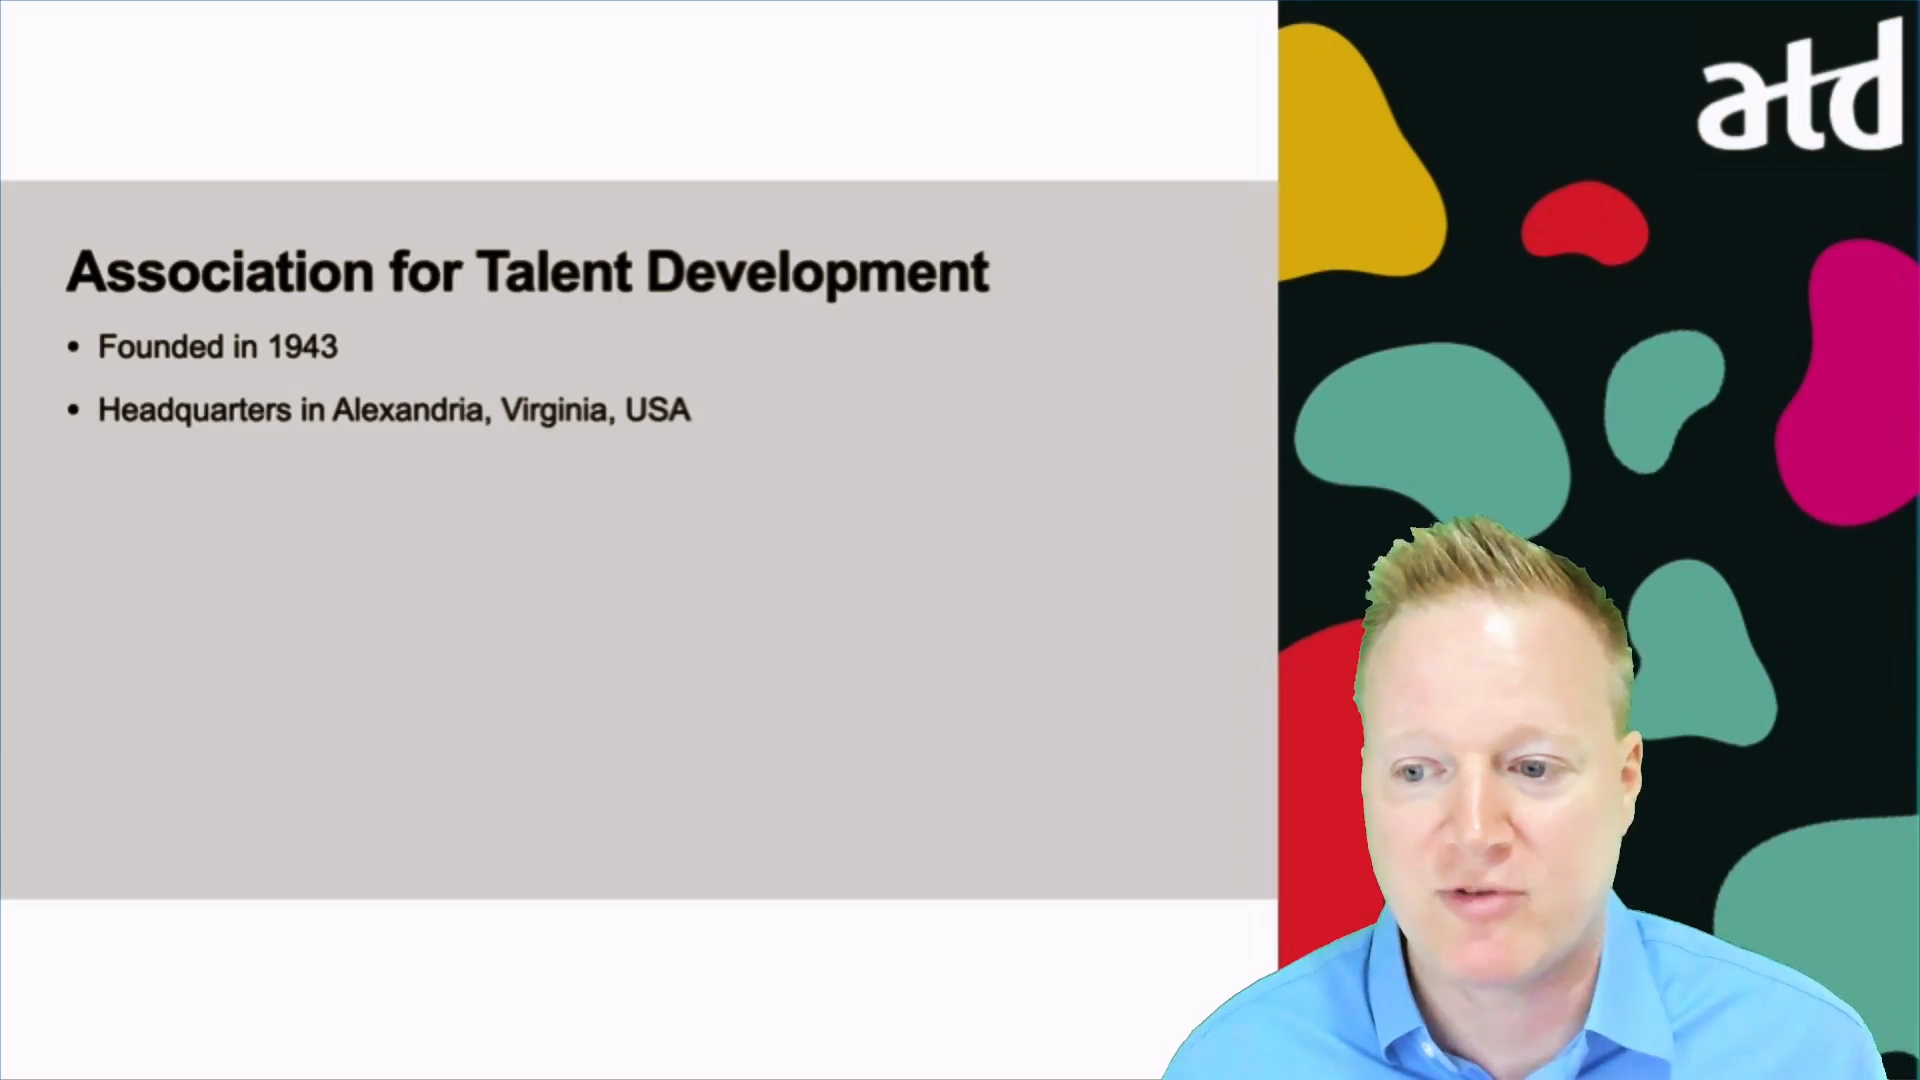 atd
Association for Talent Development
• Founded in 1943
• Headquarters in Alexandria, Virginia, USA